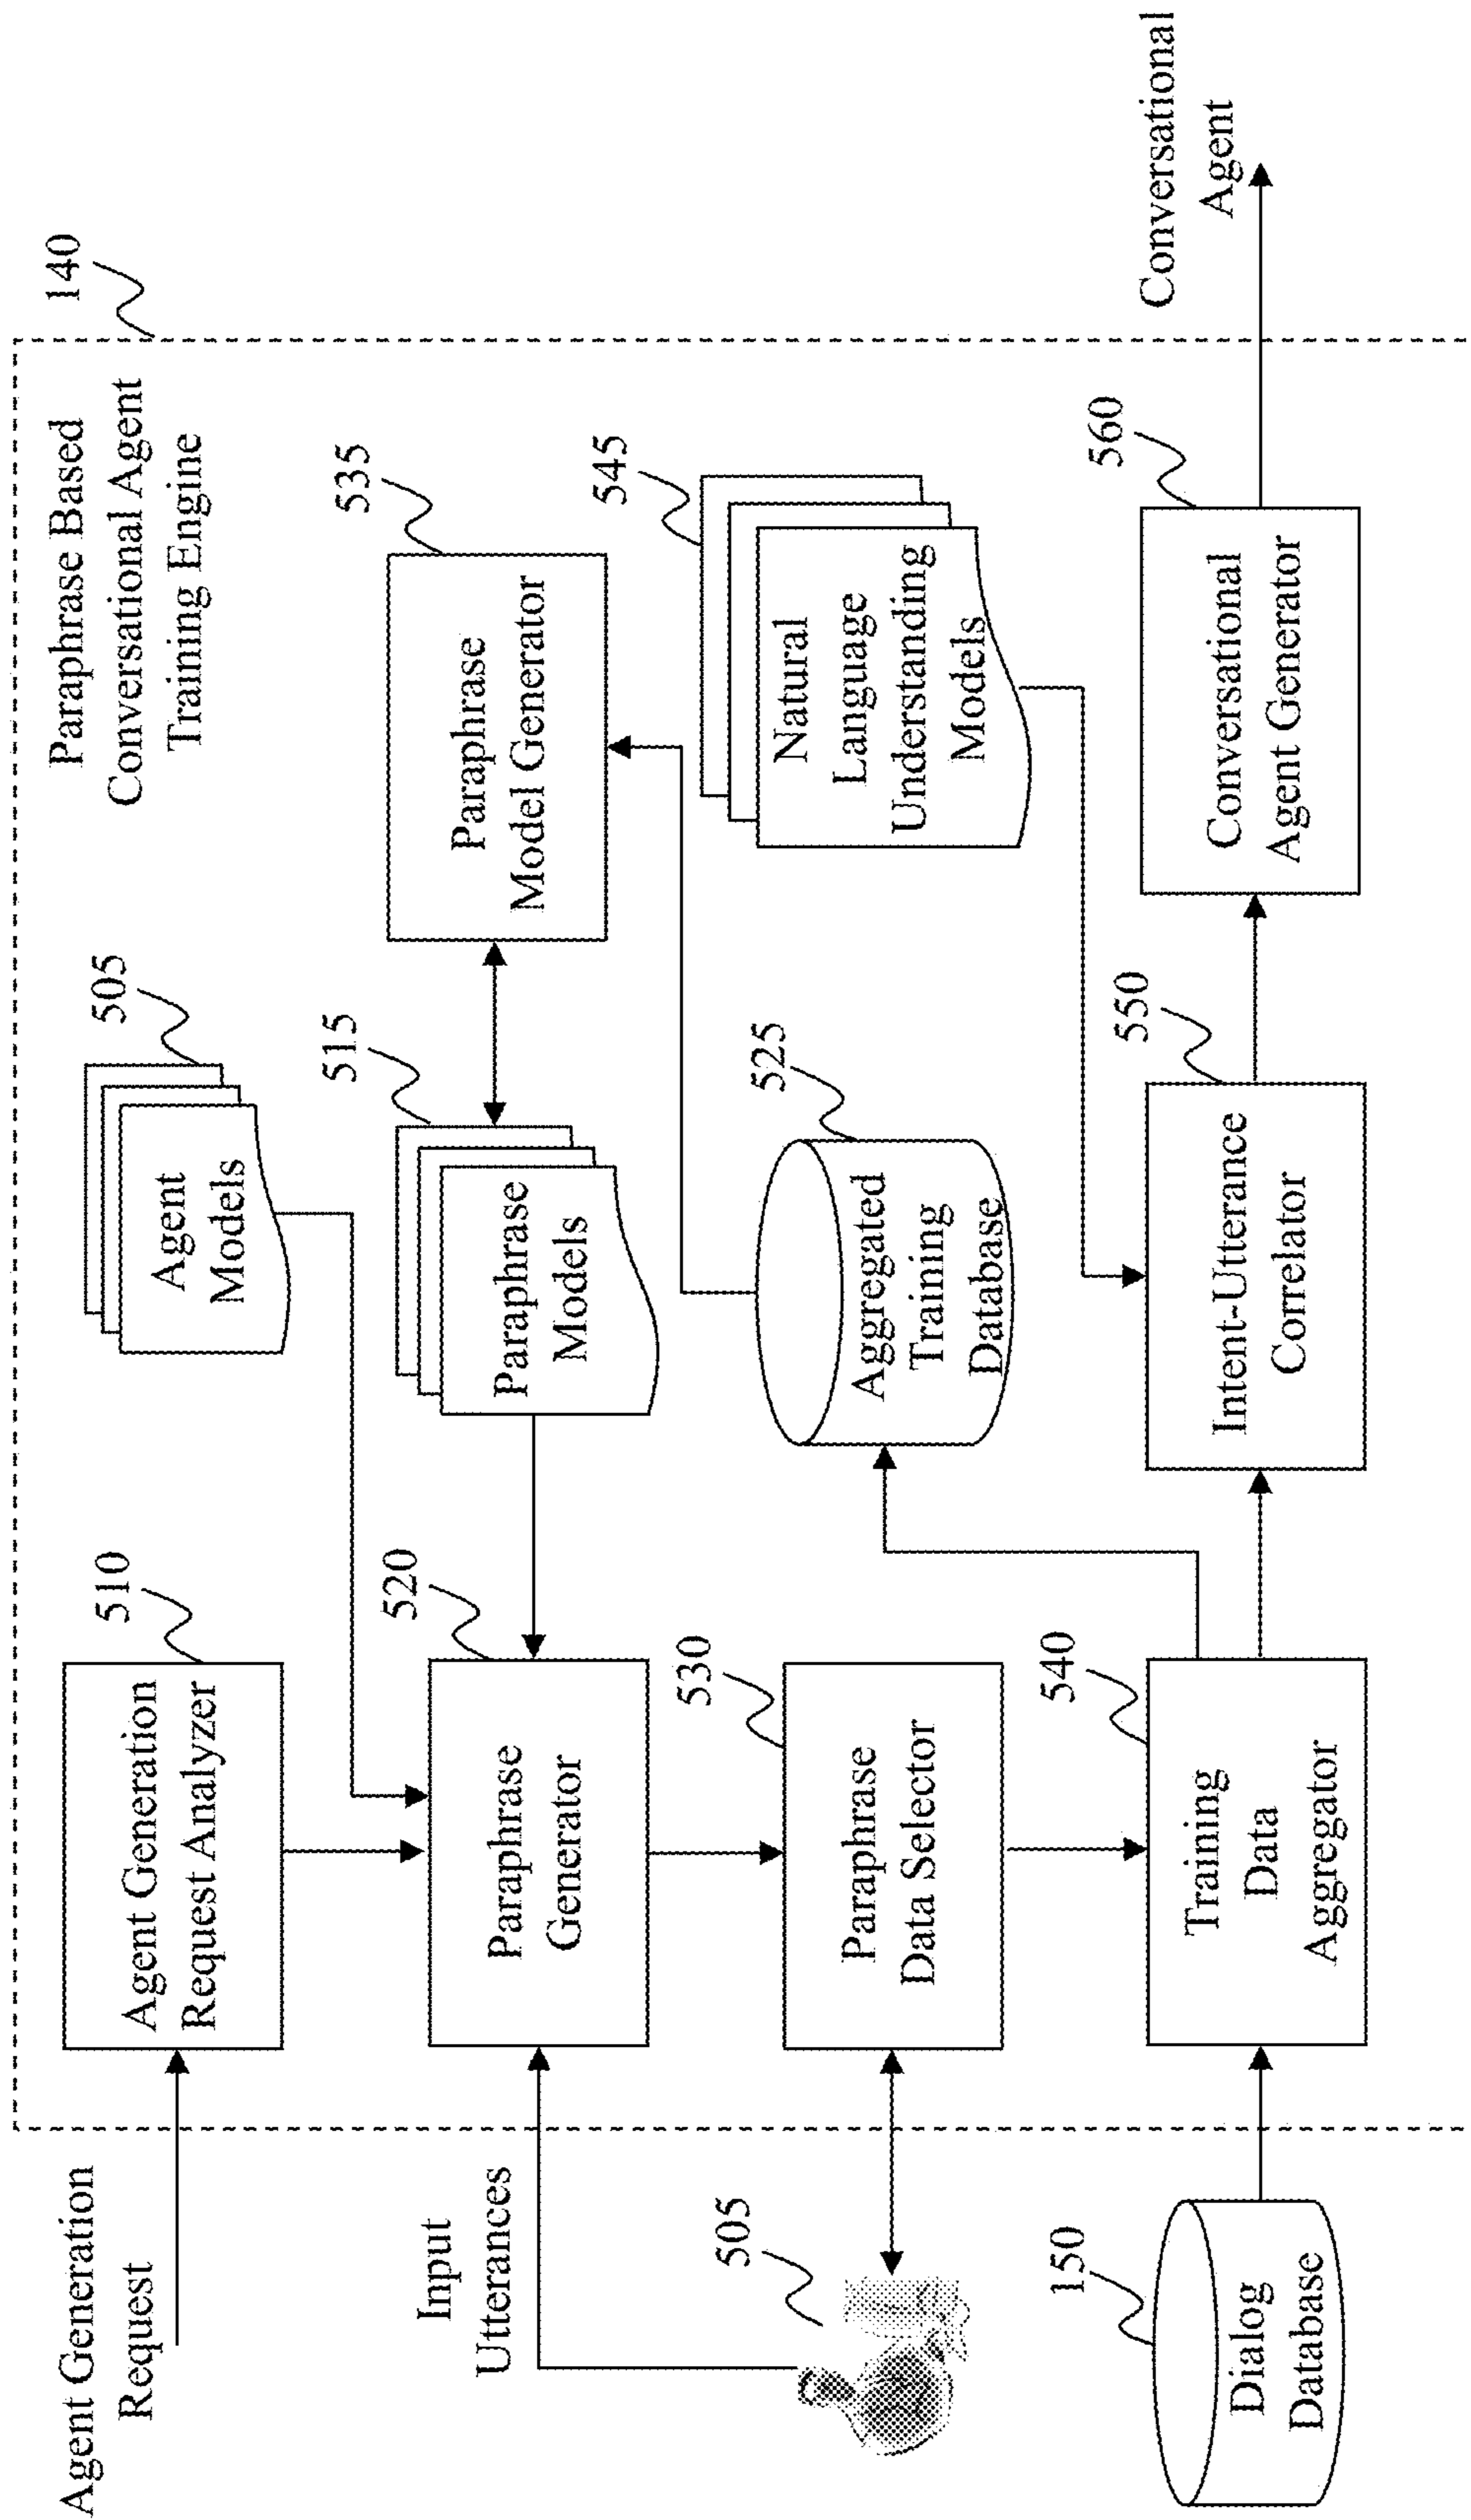 Paraphrase Based
Conversational Agent
Training Engine
140
Agent Generation
Request
Agent Generation
Request Analyzer
510
Agent
Models
505
Input
Utterances
Paraphrase
Generator
520
Paraphrase
Models
515
Paraphrase
Model Generator
535
505
Paraphrase
Data Selector
530
Aggregated
Training
Database
525
Natural
Language
Understanding
Models
545
Dialog
Database
150
Training
Data
Aggregator
540
Intent-Utterance
Correlator
550
Conversational
Agent Generator
560
Conversational
Agent